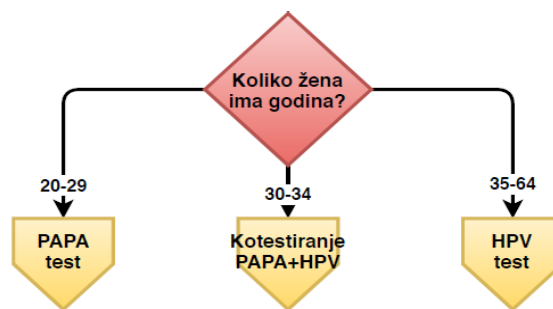 Koliko žena
ima godina?
20-29
30-34
35-64
PAPA
test
Kotestiranje
PAPA+HPV
HPV
test